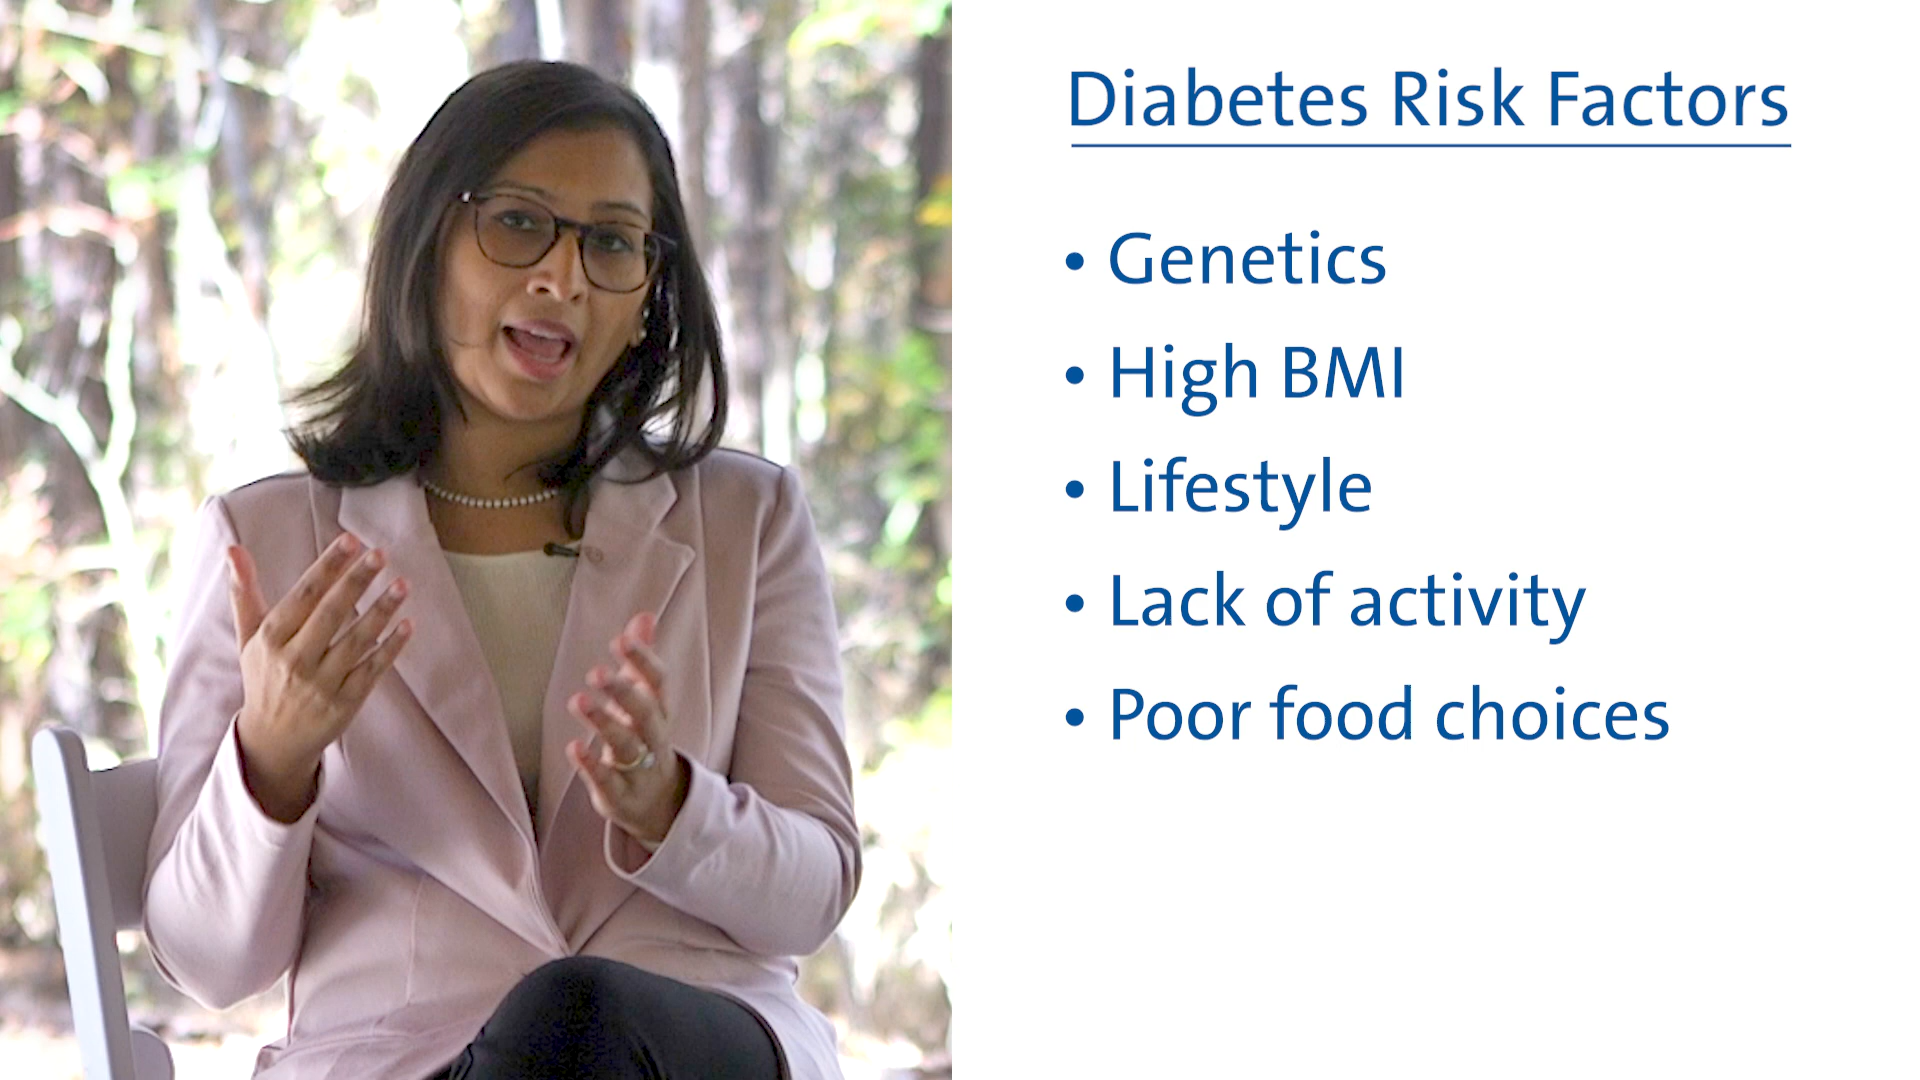 Diabetes Risk Factors
• Genetics
• High BMI
• Lifestyle
• Lack of activity
• Poor food choices